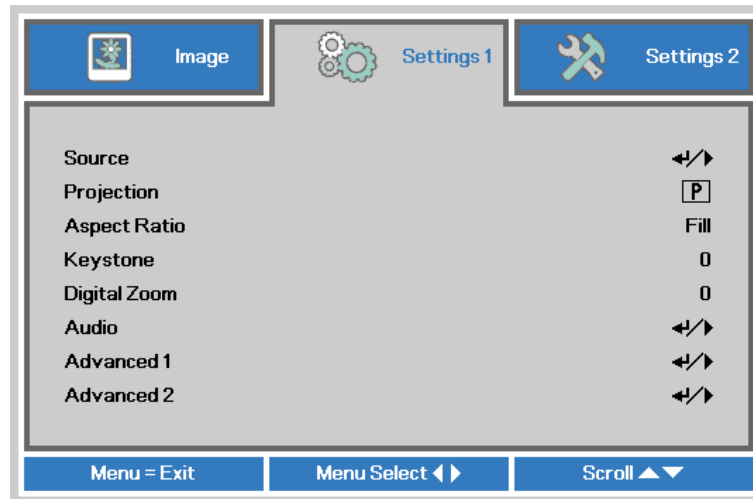 Image Settings 1 Settings 2
Source ↵/▶
Projection P
Aspect Ratio Fill
Keystone 0
Digital Zoom 0
Audio ↵/▶
Advanced 1 ↵/▶
Advanced 2 ↵/▶
Menu = Exit Menu Select ◀ ▶ Scroll ▲▼